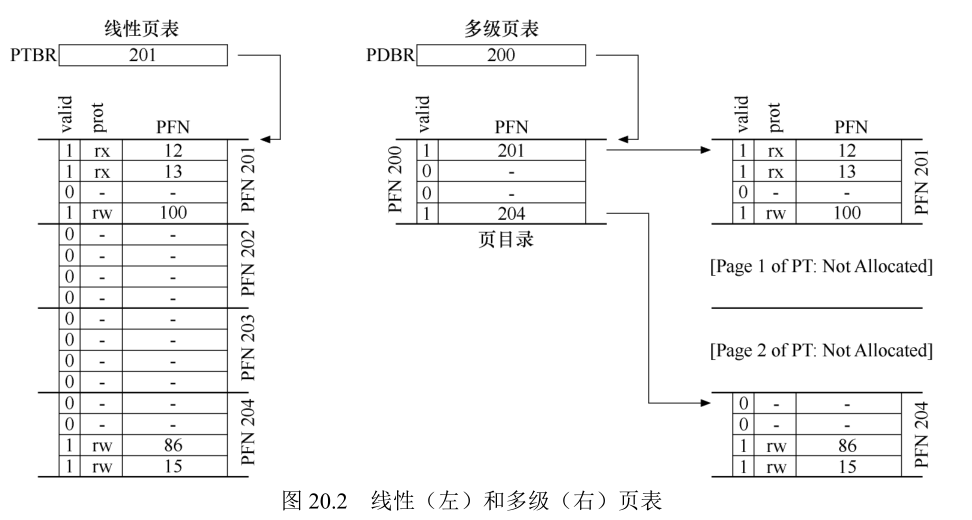 线性页表
PTBR 201
valid prot PFN
1 rx 12
1 rx 13
0 - -
1 rw 100
PFN 201
0 - -
0 - -
0 - -
0 - -
PFN 202
0 - -
0 - -
0 - -
0 - -
PFN 203
0 - -
0 - -
1 rw 86
1 rw 15
PFN 204
多级页表
PDBR 200
valid PFN
PFN 200
1 201
0 -
0 -
1 204
页目录
valid prot PFN
1 rx 12
1 rx 13
0 - -
1 rw 100
PFN 201
[Page 1 of PT: Not Allocated]
[Page 2 of PT: Not Allocated]
0 - -
0 - -
1 rw 86
1 rw 15
PFN 204
图 20.2 线性（左）和多级（右）页表